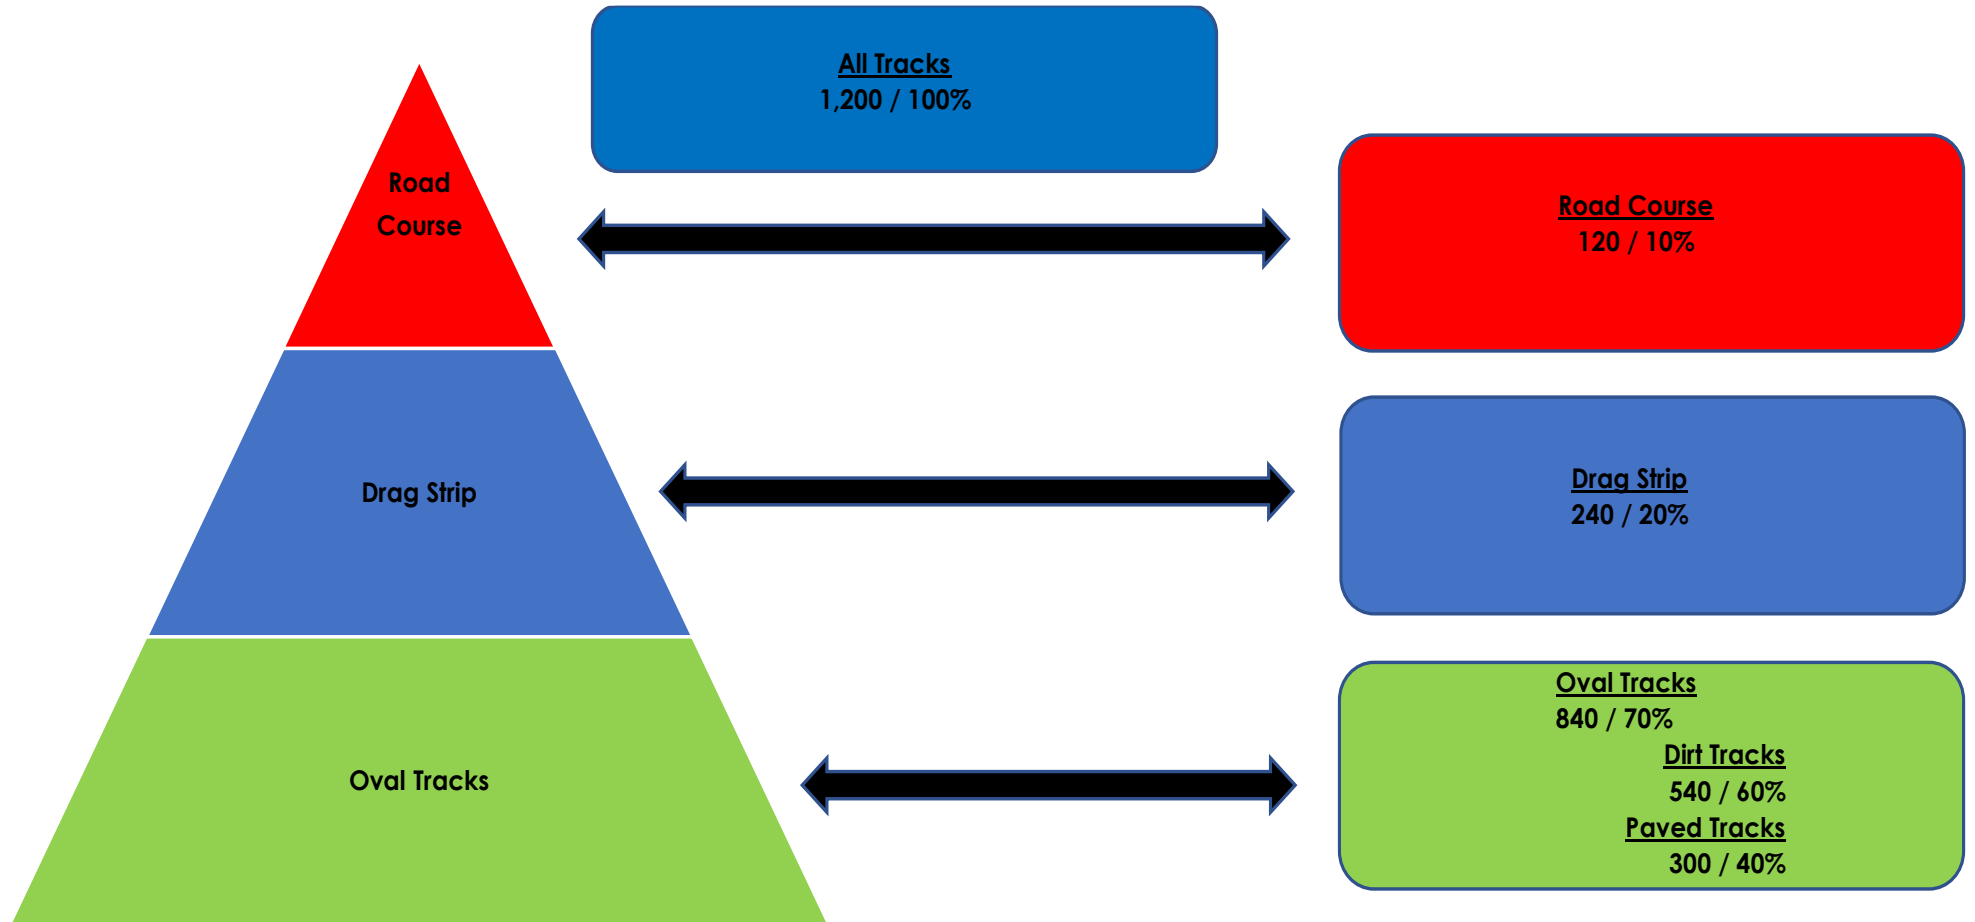 All Tracks
1,200 / 100%
Road
Course
Road Course
120 / 10%
Drag Strip
Drag Strip
240 / 20%
Oval Tracks
Oval Tracks
840 / 70%
Dirt Tracks
540 / 60%
Paved Tracks
300 / 40%